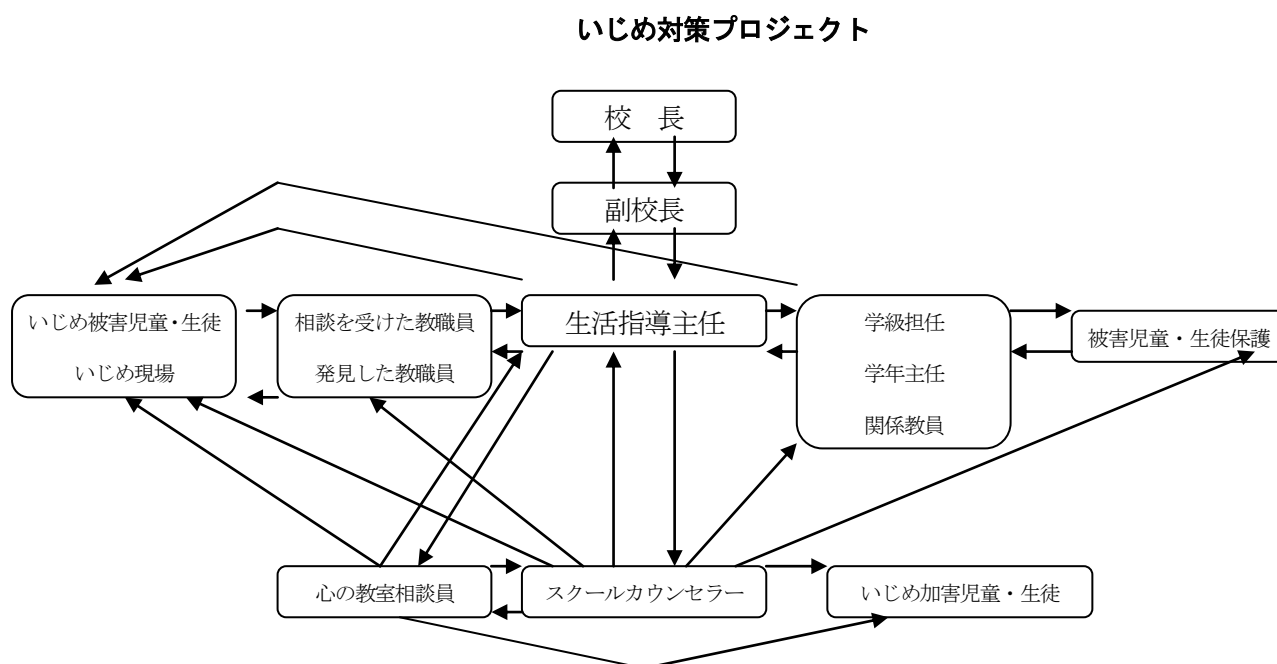 いじめ対策プロジェクト
校　長
副校長
いじめ被害児童・生徒
いじめ現場
相談を受けた教職員
発見した教職員
生活指導主任
学級担任
学年主任
関係教員
被害児童・生徒保護
心の教室相談員
スクールカウンセラー
いじめ加害児童・生徒